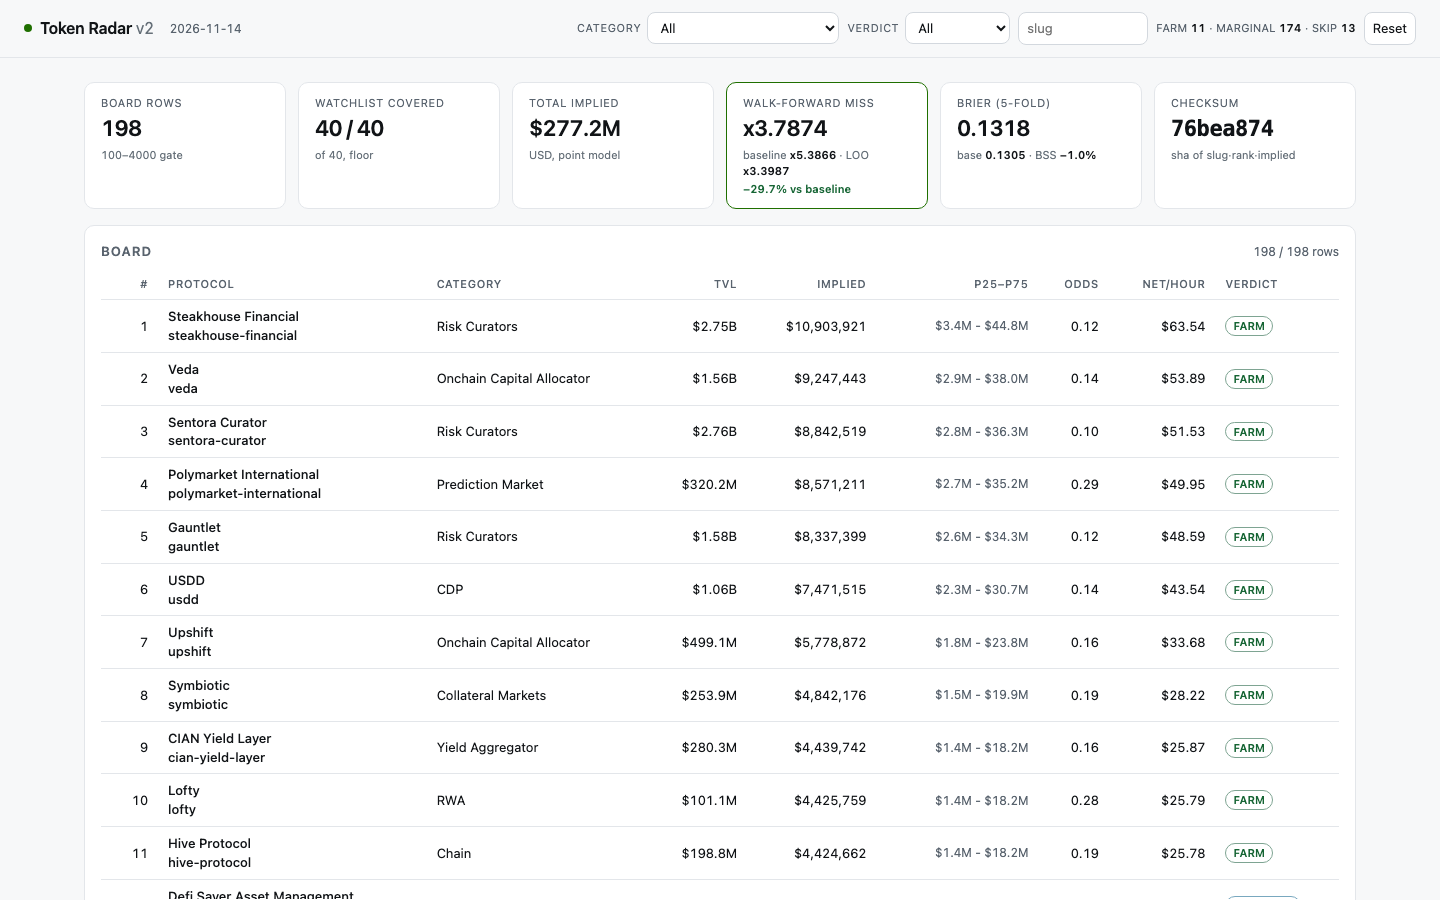 Token Radar v2 2026-11-14 CATEGORY All VERDICT All slug FARM 11 · MARGINAL 174 · SKIP 13 Reset
BOARD ROWS
198
100–4000 gate
WATCHLIST COVERED
40 / 40
of 40, floor
TOTAL IMPLIED
$277.2M
USD, point model
WALK-FORWARD MISS
x3.7874
baseline x5.3866 · LOO
x3.3987
−29.7% vs baseline
BRIER (5-FOLD)
0.1318
base 0.1305 · BSS −1.0%
CHECKSUM
76bea874
sha of slug·rank·implied
BOARD 198 / 198 rows
# PROTOCOL CATEGORY TVL IMPLIED P25–P75 ODDS NET/HOUR VERDICT
1 Steakhouse Financial Risk Curators $2.75B $10,903,921 $3.4M - $44.8M 0.12 $63.54 FARM
steakhouse-financial
2 Veda Onchain Capital Allocator $1.56B $9,247,443 $2.9M - $38.0M 0.14 $53.89 FARM
veda
3 Sentora Curator Risk Curators $2.76B $8,842,519 $2.8M - $36.3M 0.10 $51.53 FARM
sentora-curator
4 Polymarket International Prediction Market $320.2M $8,571,211 $2.7M - $35.2M 0.29 $49.95 FARM
polymarket-international
5 Gauntlet Risk Curators $1.58B $8,337,399 $2.6M - $34.3M 0.12 $48.59 FARM
gauntlet
6 USDD CDP $1.06B $7,471,515 $2.3M - $30.7M 0.14 $43.54 FARM
usdd
7 Upshift Onchain Capital Allocator $499.1M $5,778,872 $1.8M - $23.8M 0.16 $33.68 FARM
upshift
8 Symbiotic Collateral Markets $253.9M $4,842,176 $1.5M - $19.9M 0.19 $28.22 FARM
symbiotic
9 CIAN Yield Layer Yield Aggregator $280.3M $4,439,742 $1.4M - $18.2M 0.16 $25.87 FARM
cian-yield-layer
10 Lofty RWA $101.1M $4,425,759 $1.4M - $18.2M 0.28 $25.79 FARM
lofty
11 Hive Protocol Chain $198.8M $4,424,662 $1.4M - $18.2M 0.19 $25.78 FARM
hive-protocol
Defi Saver Asset Management